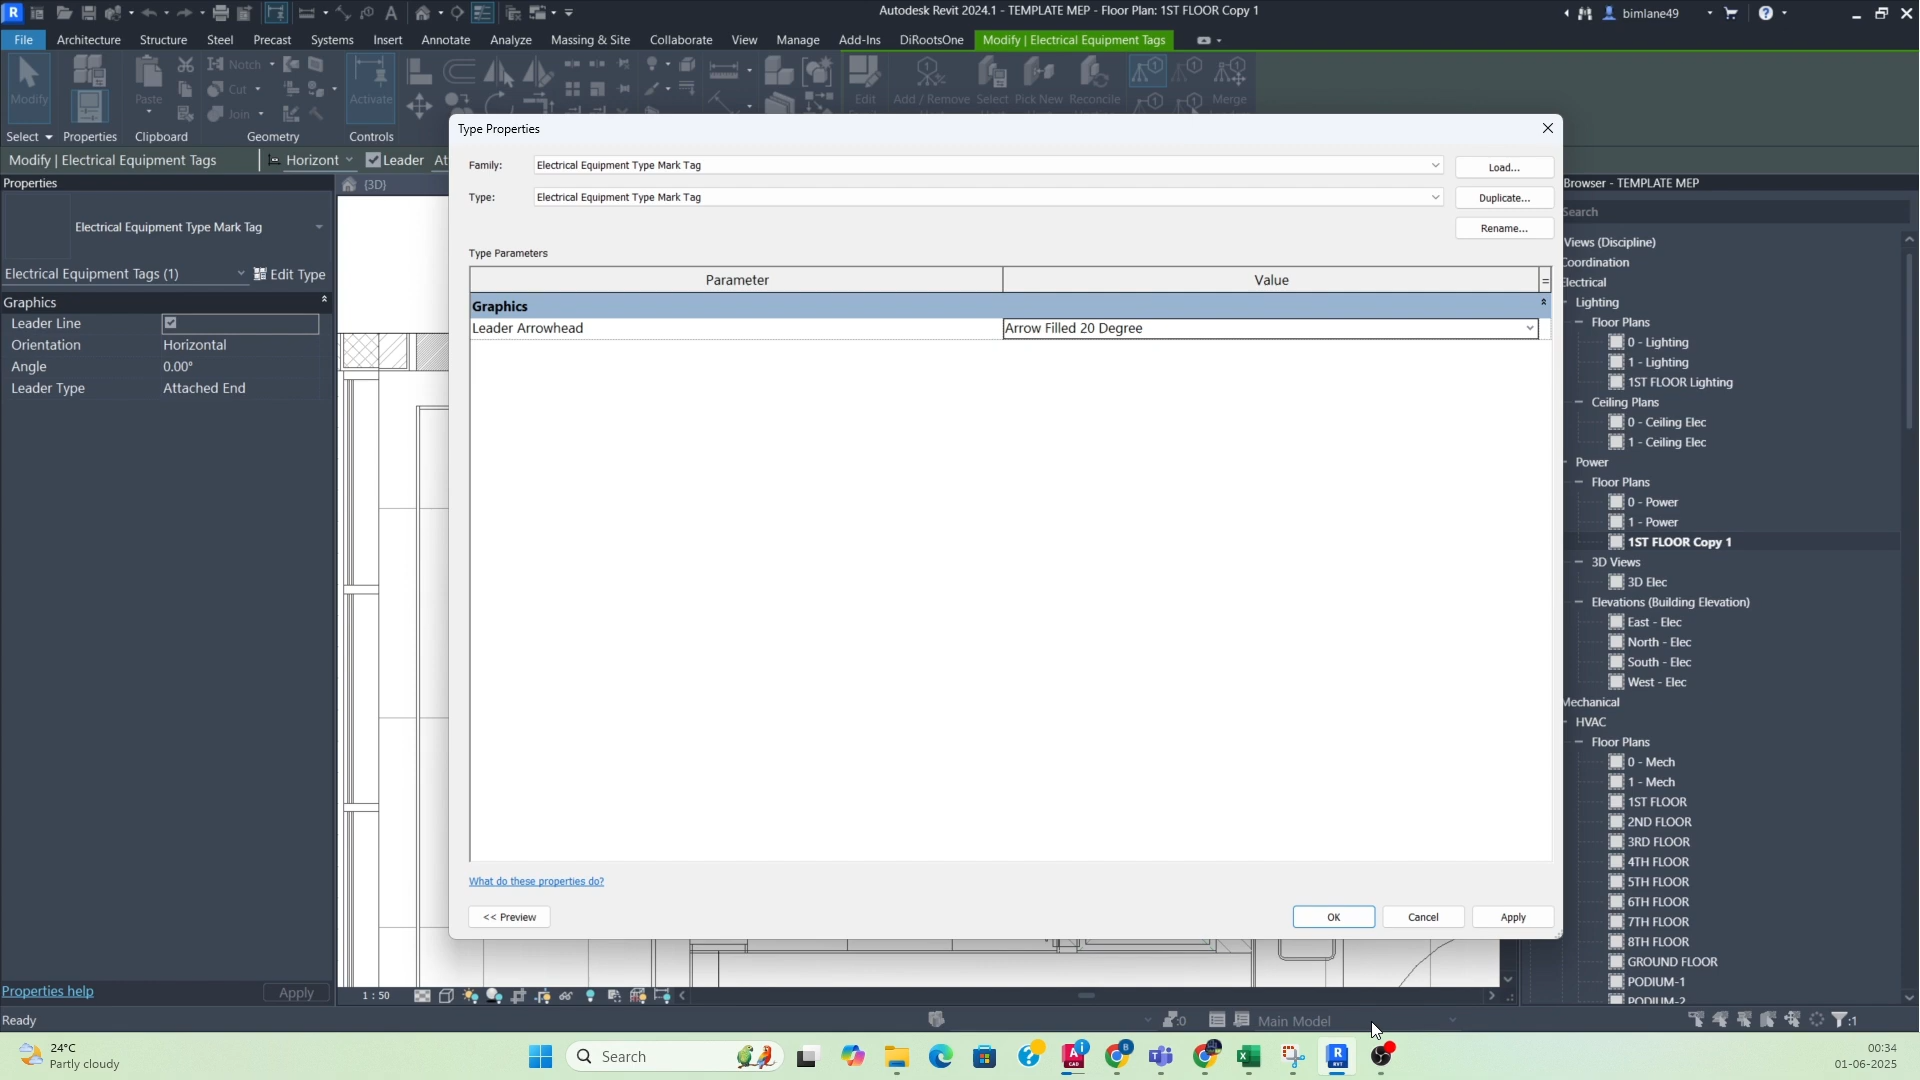 Autodesk Revit 2024.1 - TEMPLATE MEP - Floor Plan: 1ST FLOOR Copy 1
bimlane49
File Architecture Structure Steel Precast Systems Insert Annotate Analyze Massing & Site Collaborate View Manage Add-Ins DiRootsOne Modify | Electrical Equipment Tags
Modify
Paste
Notch
Cut
Join
Activate
Edit
Add / Remove
Select
Pick New
Reconcile
Merge
Select Properties Clipboard Geometry Controls
Modify | Electrical Equipment Tags
Horizont
Leader
At
Properties
Electrical Equipment Type Mark Tag
Electrical Equipment Tags (1)
Edit Type
Graphics
Leader Line
Orientation Horizontal
Angle 0.00°
Leader Type Attached End
Properties help
Apply
{3D}
Type Properties
Family: Electrical Equipment Type Mark Tag
Load...
Type: Electrical Equipment Type Mark Tag
Duplicate...
Rename...
Type Parameters
Parameter Value =
Graphics
Leader Arrowhead Arrow Filled 20 Degree
What do these properties do?
<< Preview
OK
Cancel
Apply
Browser - TEMPLATE MEP
Search
Views (Discipline)
Coordination
Electrical
Lighting
Floor Plans
0 - Lighting
1 - Lighting
1ST FLOOR Lighting
Ceiling Plans
0 - Ceiling Elec
1 - Ceiling Elec
Power
Floor Plans
0 - Power
1 - Power
1ST FLOOR Copy 1
3D Views
3D Elec
Elevations (Building Elevation)
East - Elec
North - Elec
South - Elec
West - Elec
Mechanical
HVAC
Floor Plans
0 - Mech
1 - Mech
1ST FLOOR
2ND FLOOR
3RD FLOOR
4TH FLOOR
5TH FLOOR
6TH FLOOR
7TH FLOOR
8TH FLOOR
GROUND FLOOR
PODIUM-1
PODIUM-2
1 : 50
Ready
:0
Main Model
:1
24°C
Partly cloudy
Search
00:34
01-06-2025